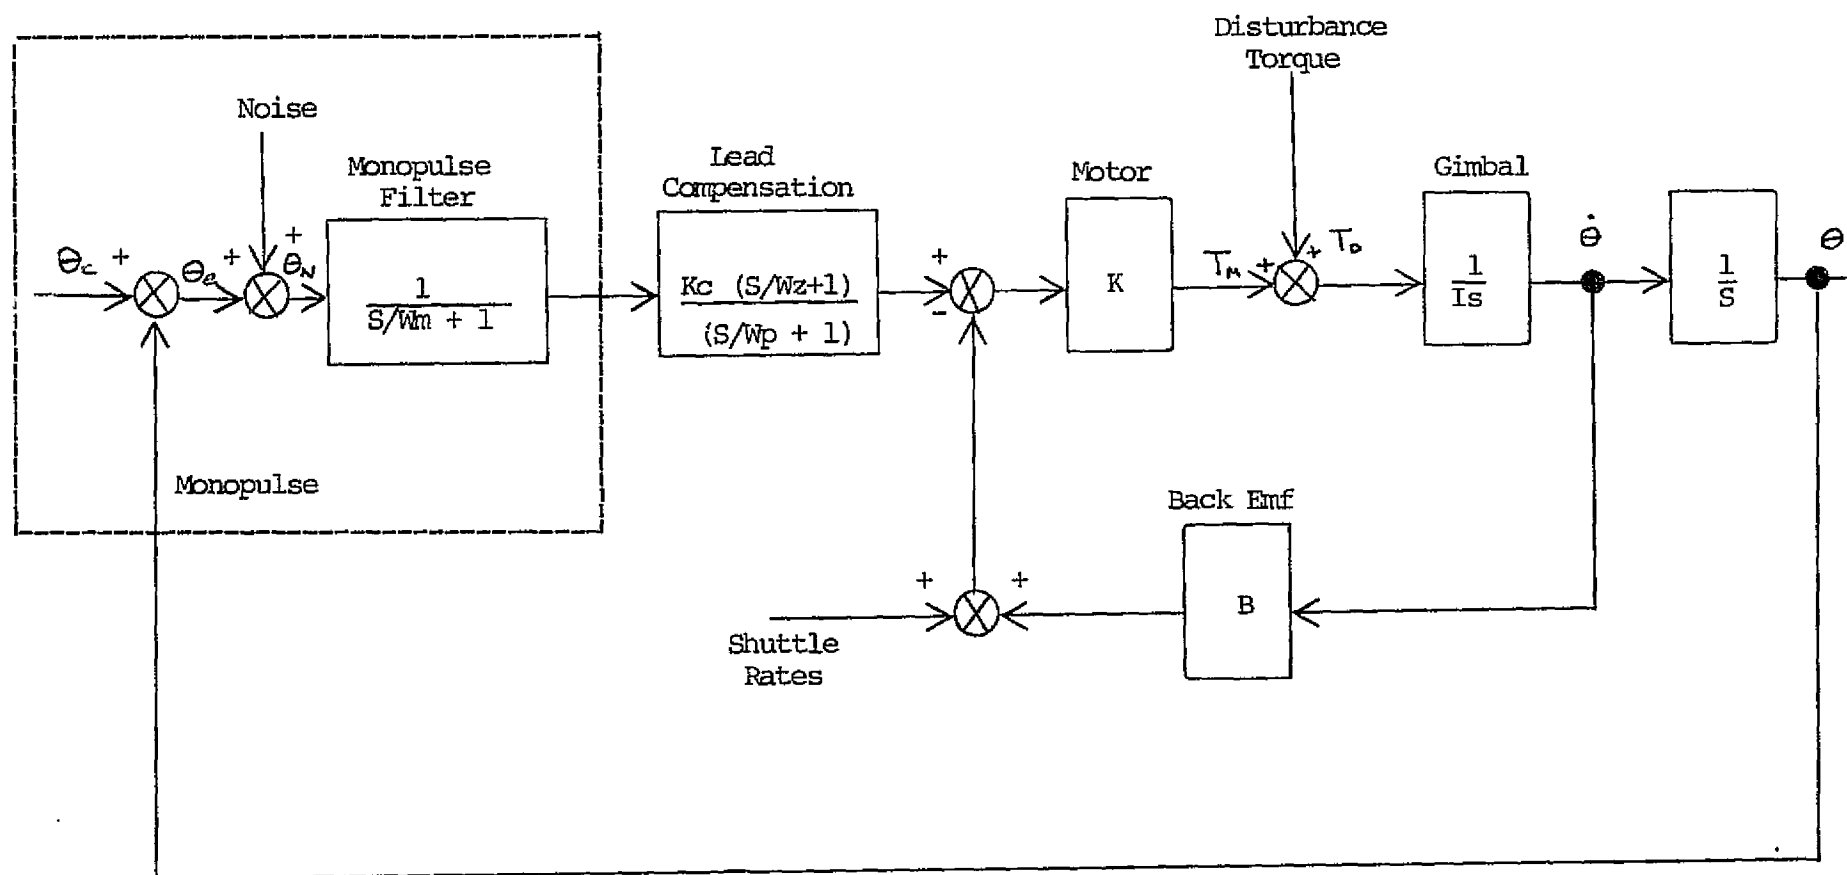 Disturbance
Torque
Noise
Monopulse
Filter
Lead
Compensation
Motor
Gimbal
θc + θe + + θN
1
S/Wm + 1
Kc (S/Wz+1)
(S/Wp + 1)
+
-
K
TM + + TD
1
Is
θ̇
1
S
θ
Monopulse
Back Emf
B
+ +
Shuttle
Rates